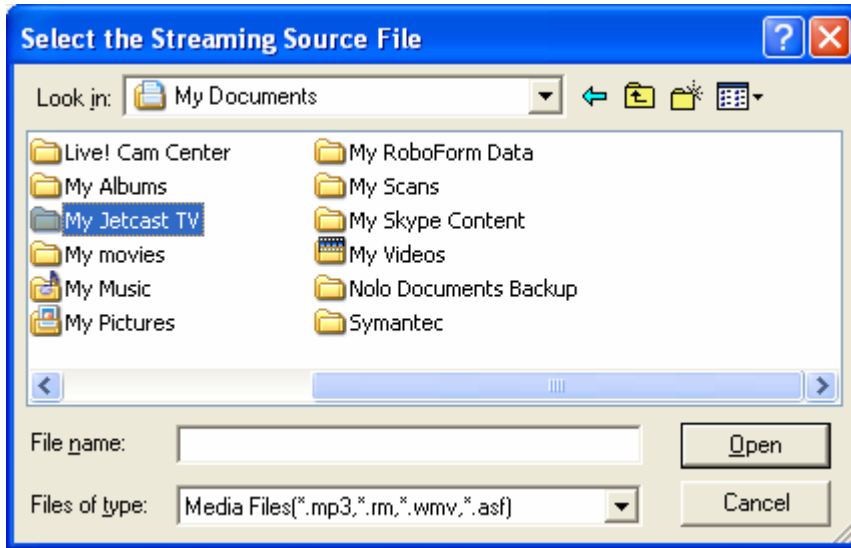 Select the Streaming Source File
Look in: My Documents
Live! Cam Center
My Albums
My Jetcast TV
My movies
My Music
My Pictures
My RoboForm Data
My Scans
My Skype Content
My Videos
Nolo Documents Backup
Symantec
File name:
Open
Files of type: Media Files(*.mp3,*.rm,*.wmv,*.asf)
Cancel